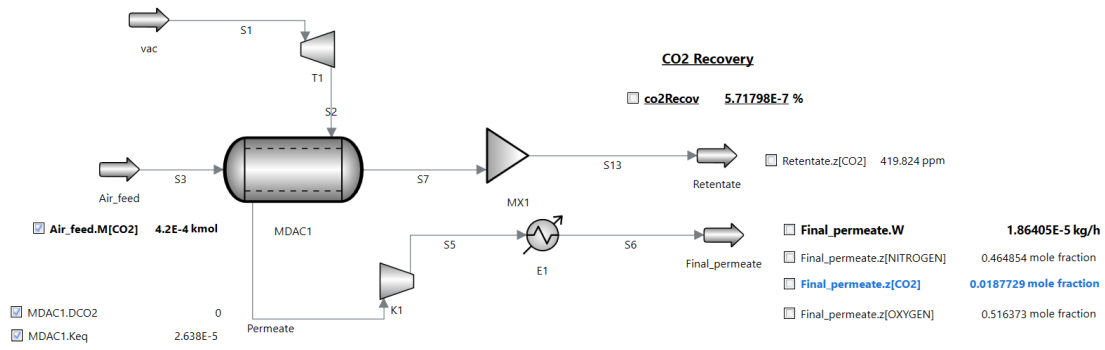 S1
vac
T1
CO2 Recovery
co2Recov 5.71798E-7 %
S2
S3
Air_feed
S7
S13
Retentate
Retentate.z[CO2] 419.824 ppm
MX1
Air_feed.M[CO2] 4.2E-4 kmol
MDAC1
S5
S6
E1
Final_permeate
Final_permeate.W 1.86405E-5 kg/h
Final_permeate.z[NITROGEN] 0.464854 mole fraction
Final_permeate.z[CO2] 0.0187729 mole fraction
Final_permeate.z[OXYGEN] 0.516373 mole fraction
K1
Permeate
MDAC1.DCO2 0
MDAC1.Keq 2.638E-5